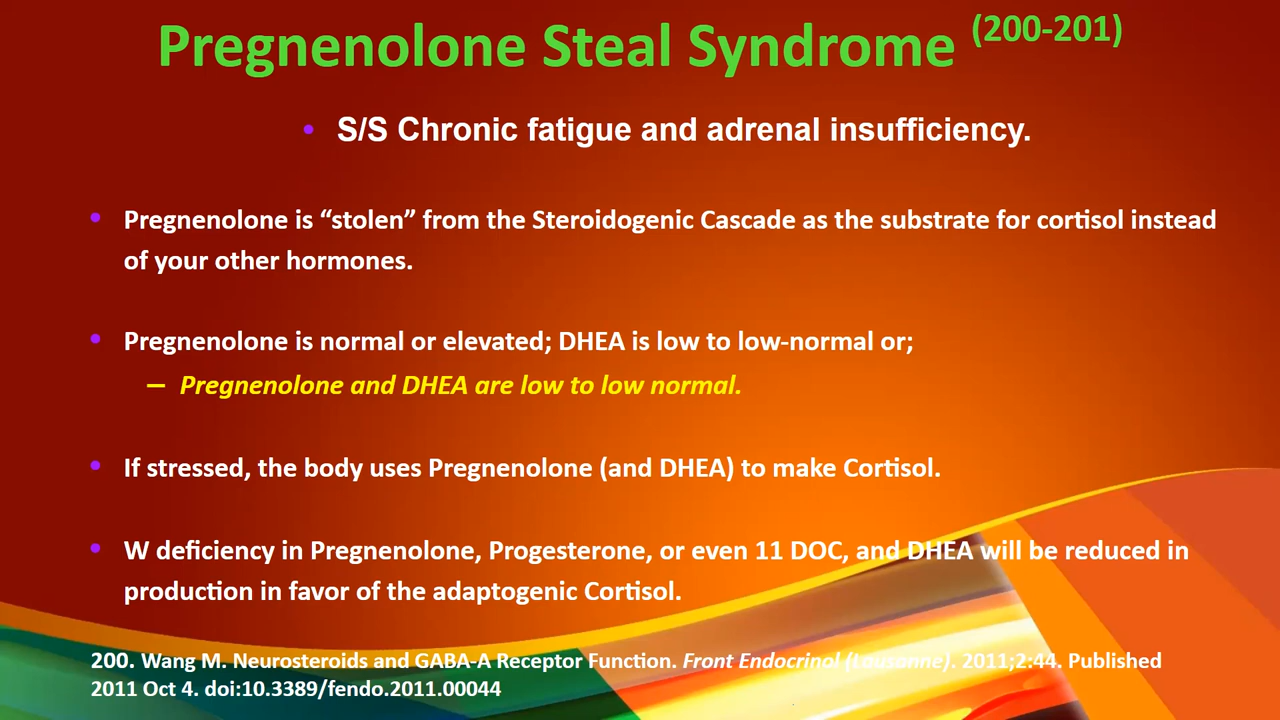 Pregnenolone Steal Syndrome (200-201)
• S/S Chronic fatigue and adrenal insufficiency.
• Pregnenolone is “stolen” from the Steroidogenic Cascade as the substrate for cortisol instead
of your other hormones.
• Pregnenolone is normal or elevated; DHEA is low to low-normal or;
– Pregnenolone and DHEA are low to low normal.
• If stressed, the body uses Pregnenolone (and DHEA) to make Cortisol.
• W deficiency in Pregnenolone, Progesterone, or even 11 DOC, and DHEA will be reduced in
production in favor of the adaptogenic Cortisol.
200. Wang M. Neurosteroids and GABA-A Receptor Function. Front Endocrinol (Lausanne). 2011;2:44. Published
2011 Oct 4. doi:10.3389/fendo.2011.00044